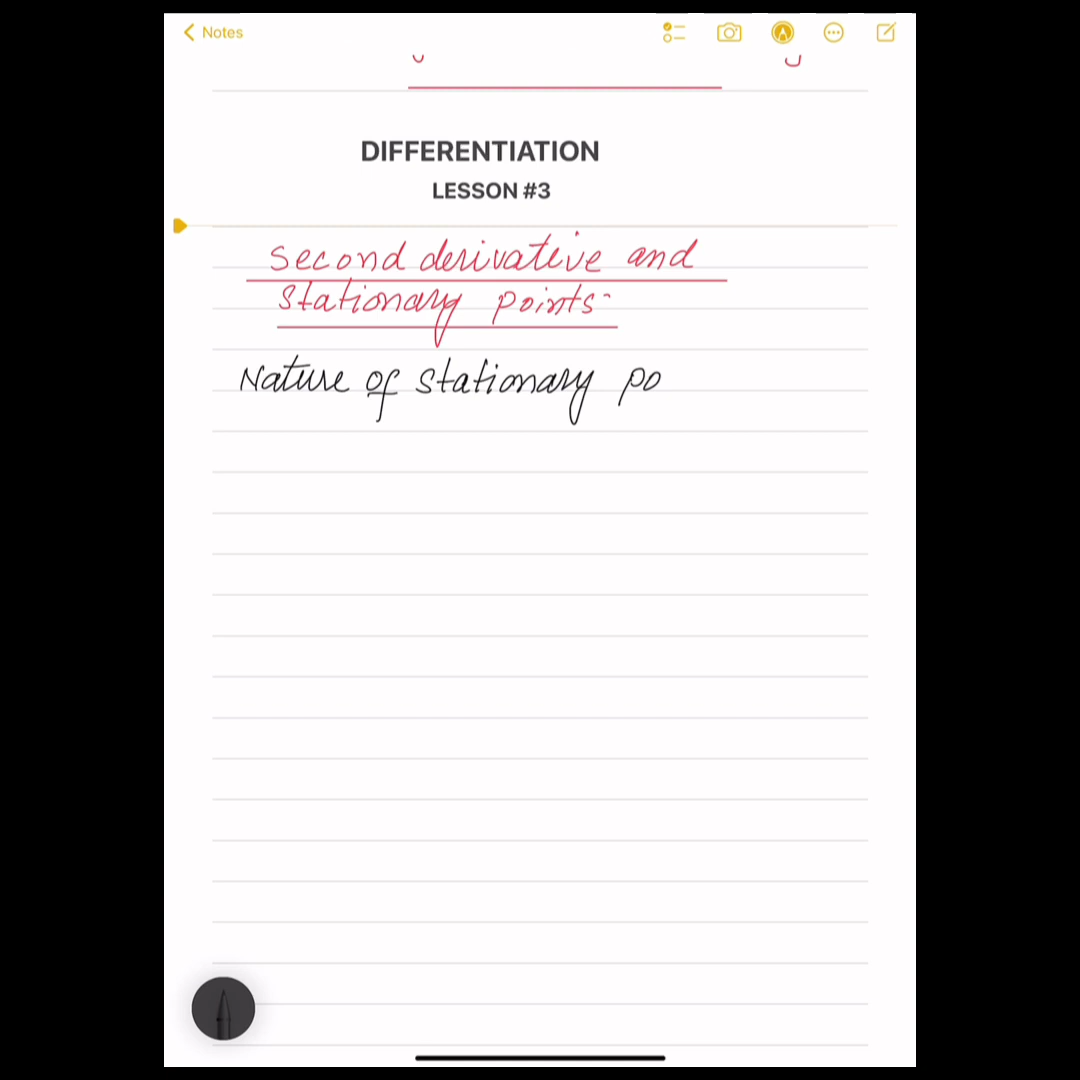 Notes
DIFFERENTIATION
LESSON #3
Second derivative and
stationary points-
Nature of stationary po